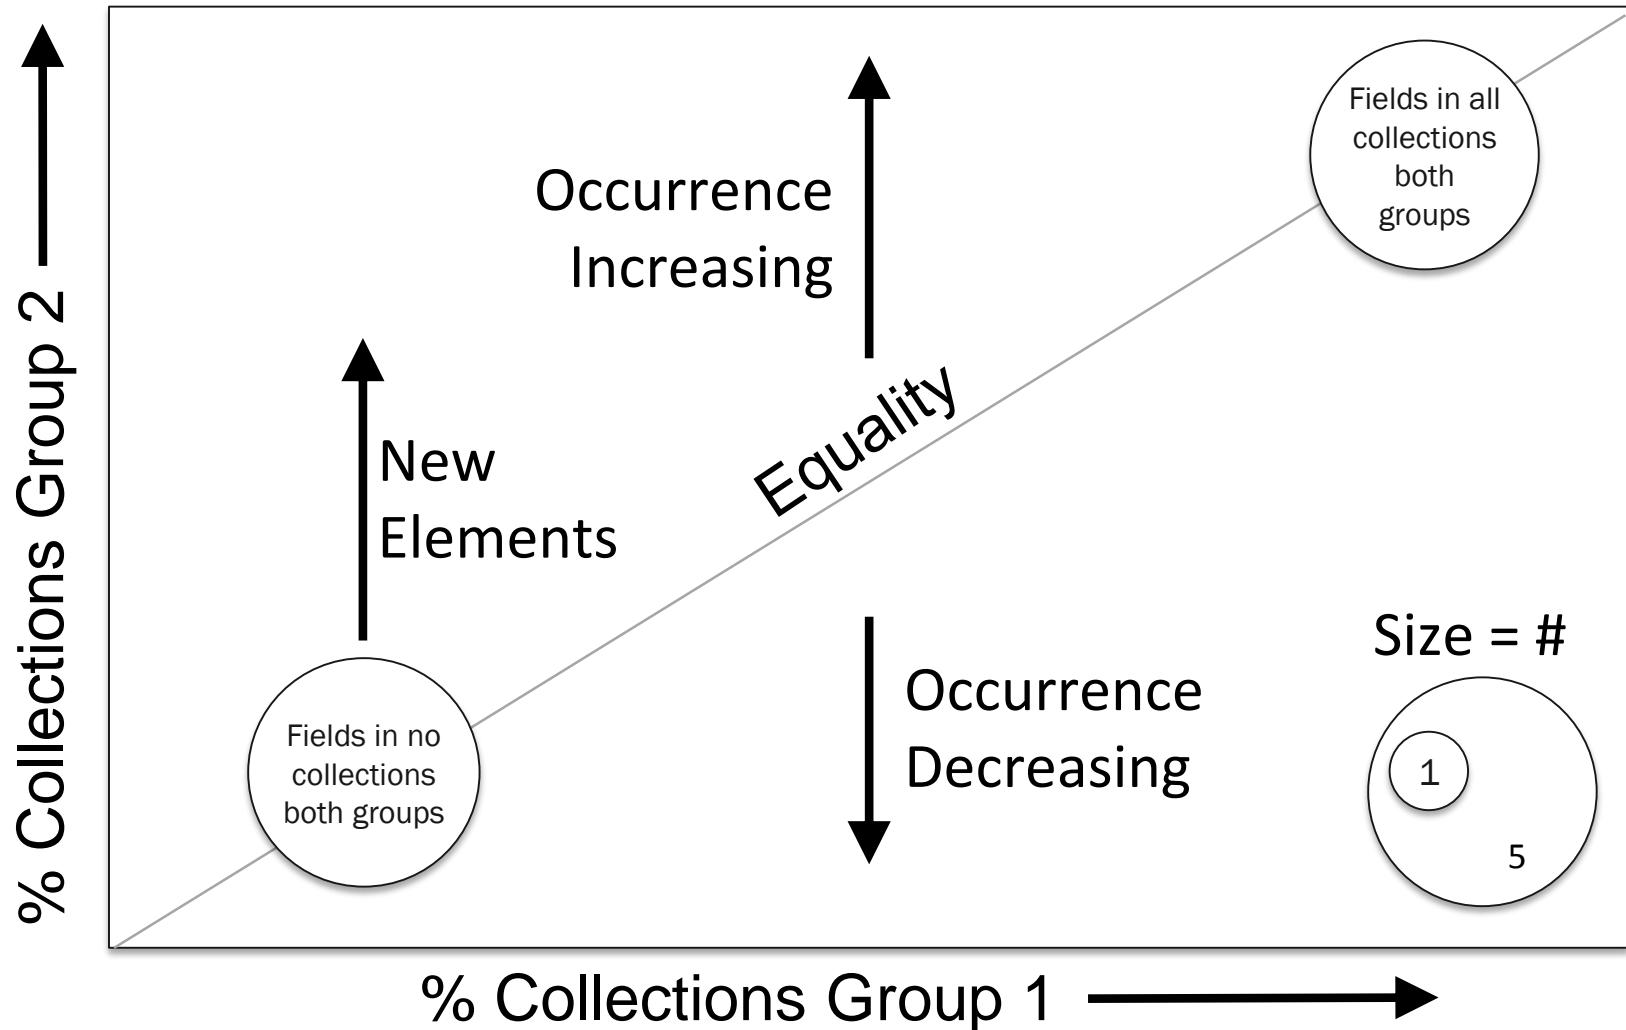 % Collections Group 2
Occurrence
Increasing
Fields in all
collections
both
groups
New
Elements
Equality
Size = #
Occurrence
Decreasing
1
5
Fields in no
collections
both groups
% Collections Group 1